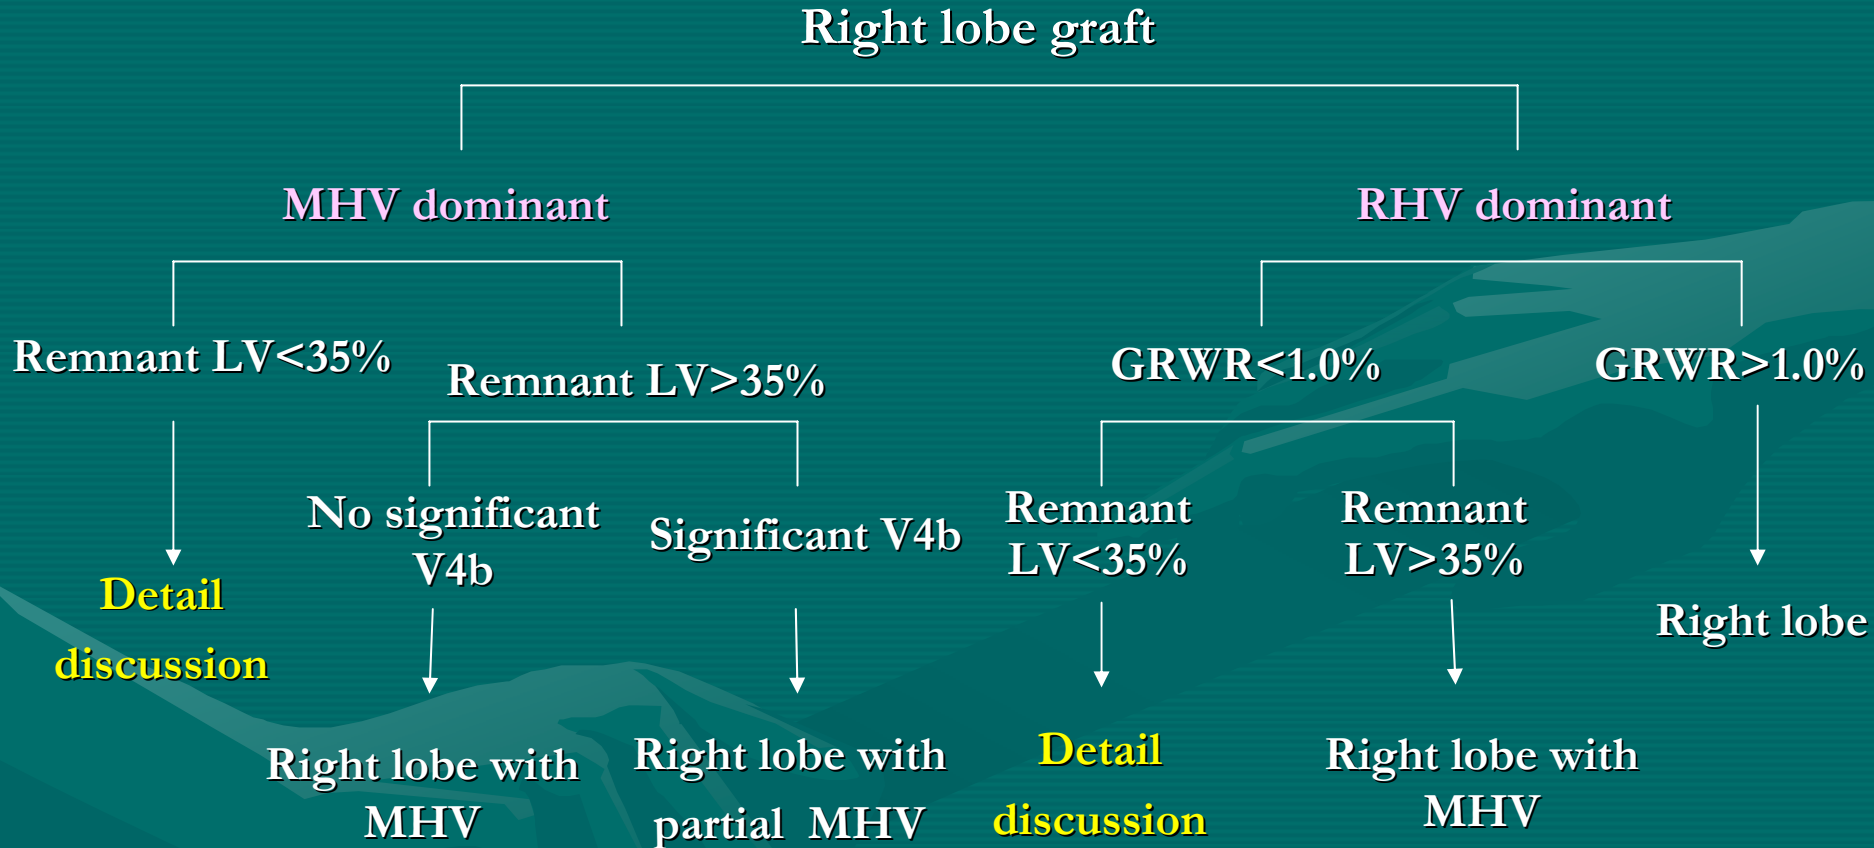 Right lobe graft
MHV dominant
RHV dominant
Remnant LV<35%
Remnant LV>35%
GRWR<1.0%
GRWR>1.0%
No significant
V4b
Significant V4b
Remnant
LV<35%
Remnant
LV>35%
Detail
discussion
Right lobe
Right lobe with
MHV
Right lobe with
partial MHV
Detail
discussion
Right lobe with
MHV